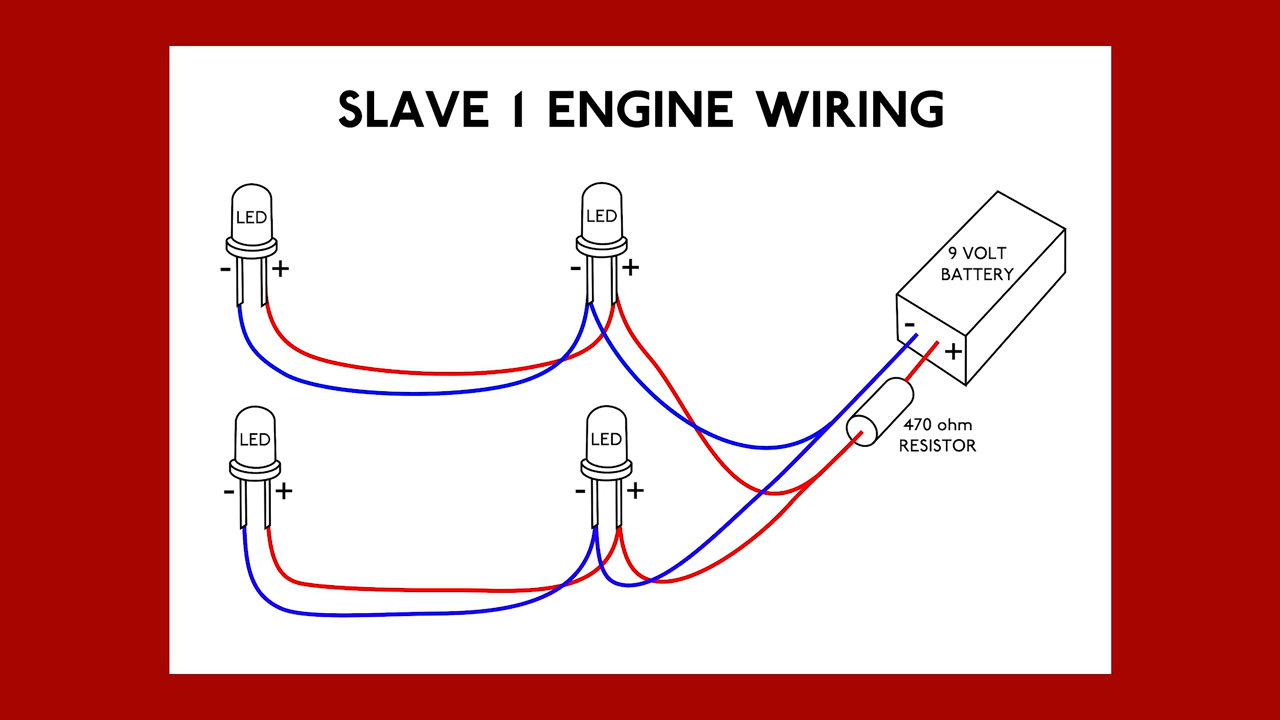 SLAVE 1 ENGINE WIRING
LED
- +
LED
- +
9 VOLT
BATTERY
-
+
470 ohm
RESISTOR
LED
- +
LED
- +